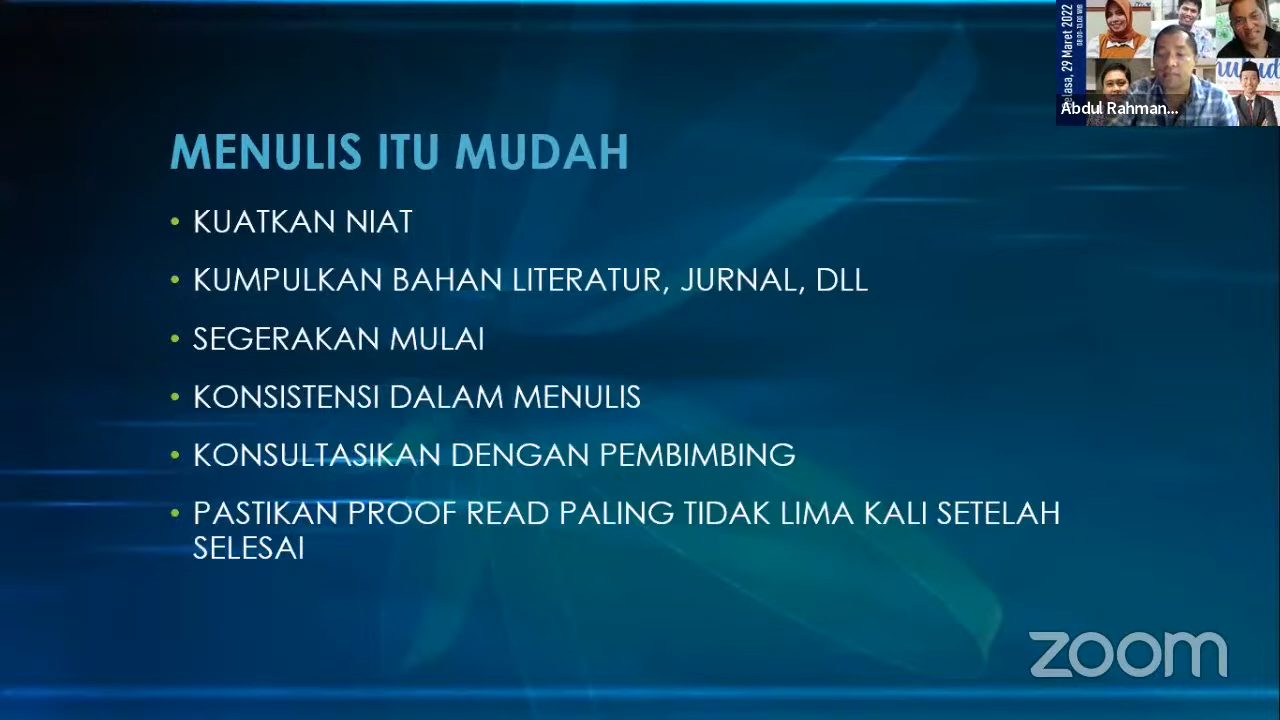 MENULIS ITU MUDAH
• KUATKAN NIAT
• KUMPULKAN BAHAN LITERATUR, JURNAL, DLL
• SEGERAKAN MULAI
• KONSISTENSI DALAM MENULIS
• KONSULTASIKAN DENGAN PEMBIMBING
• PASTIKAN PROOF READ PALING TIDAK LIMA KALI SETELAH
SELESAI
elasa, 29 Maret 2022
Abdul Rahman...
zoom